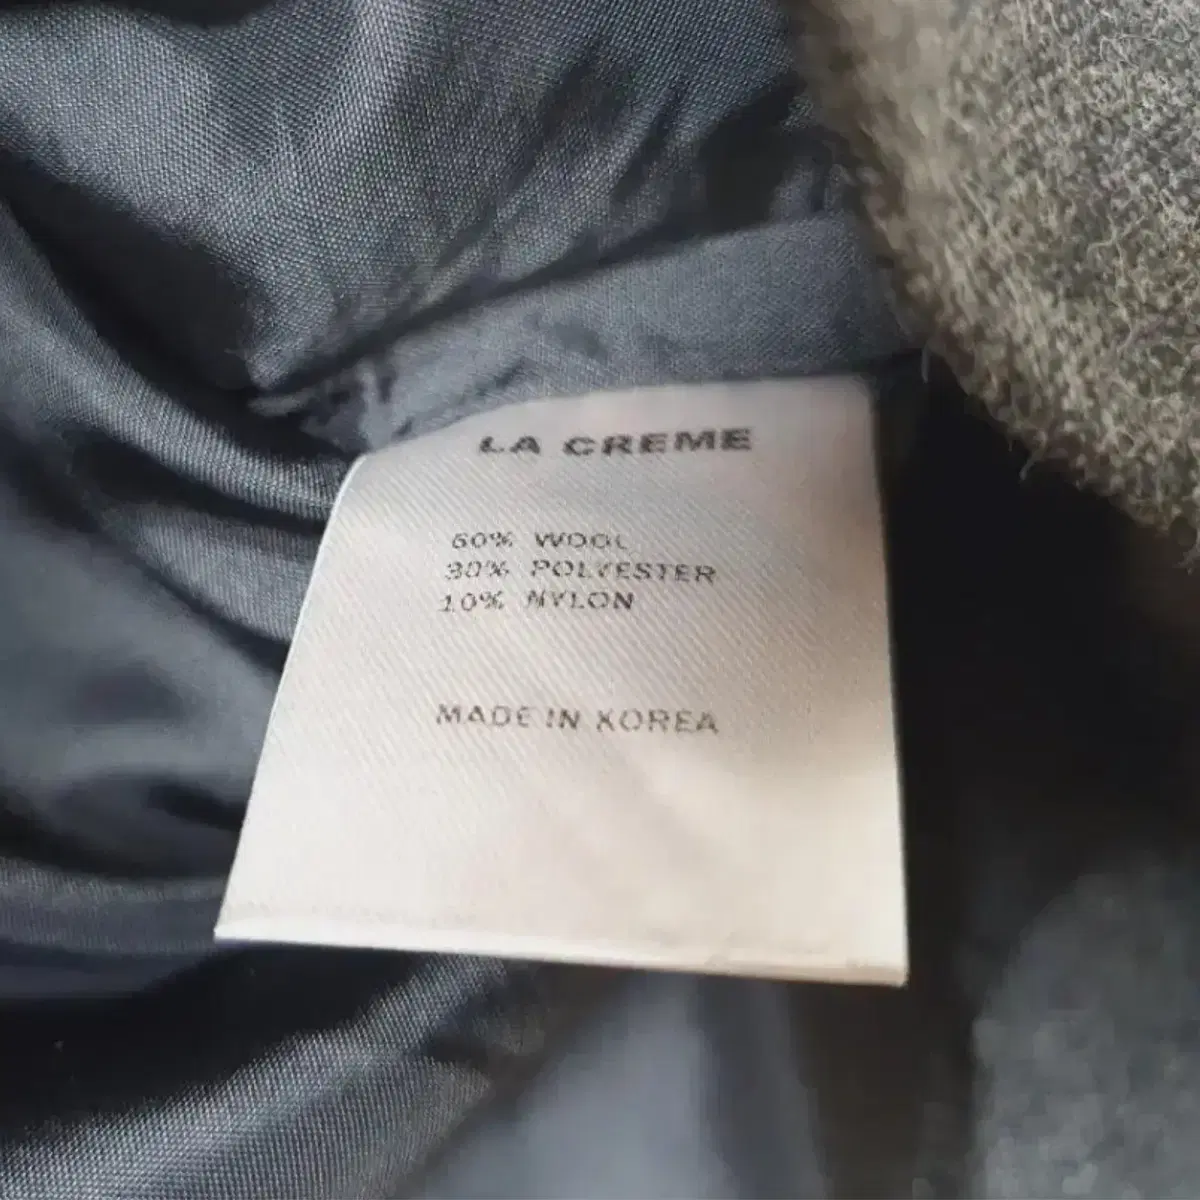 LA CREME
60% WOOL
30% POLYESTER
10% NYLON
MADE IN KOREA